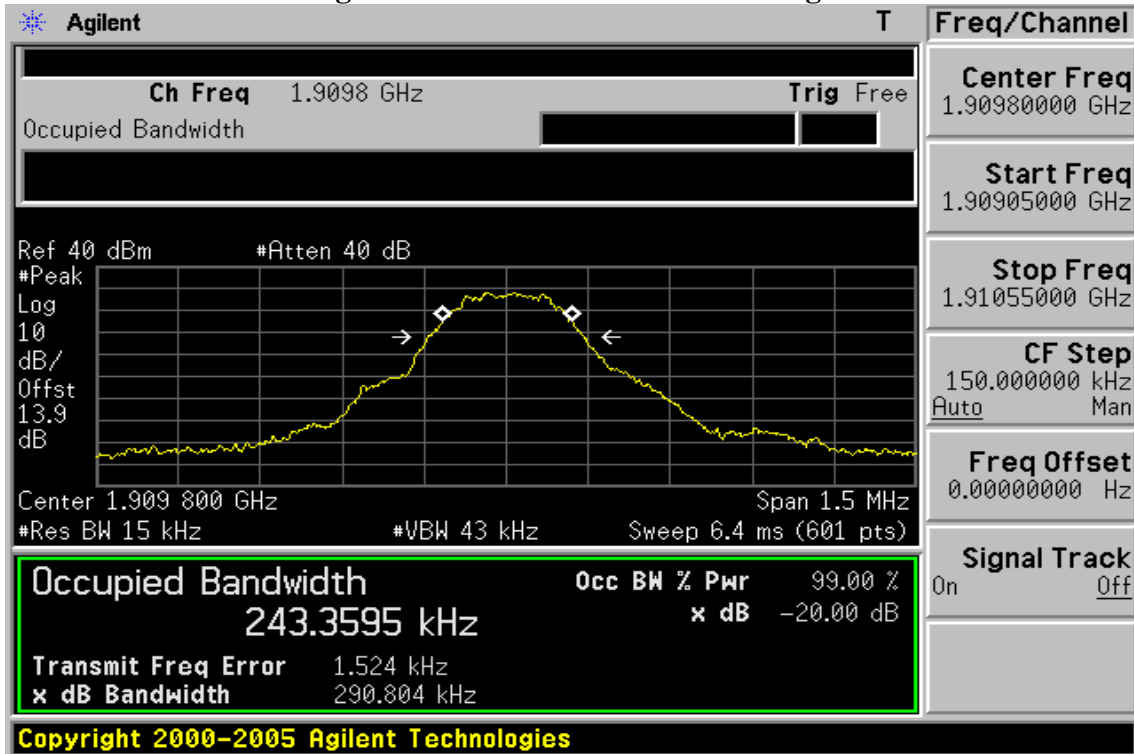 Agilent T Freq/Channel
Ch Freq 1.9098 GHz Trig Free
Occupied Bandwidth
Center Freq
1.90980000 GHz
Start Freq
1.90905000 GHz
Stop Freq
1.91055000 GHz
CF Step
150.000000 kHz
Auto Man
Freq Offset
0.00000000 Hz
Signal Track
On Off
Ref 40 dBm #Atten 40 dB
#Peak
Log
10
dB/
Offst
13.9
dB
Center 1.909 800 GHz Span 1.5 MHz
#Res BW 15 kHz #VBW 43 kHz Sweep 6.4 ms (601 pts)
Occupied Bandwidth Occ BW % Pwr 99.00 %
243.3595 kHz x dB -20.00 dB
Transmit Freq Error 1.524 kHz
x dB Bandwidth 290.804 kHz
Copyright 2000-2005 Agilent Technologies